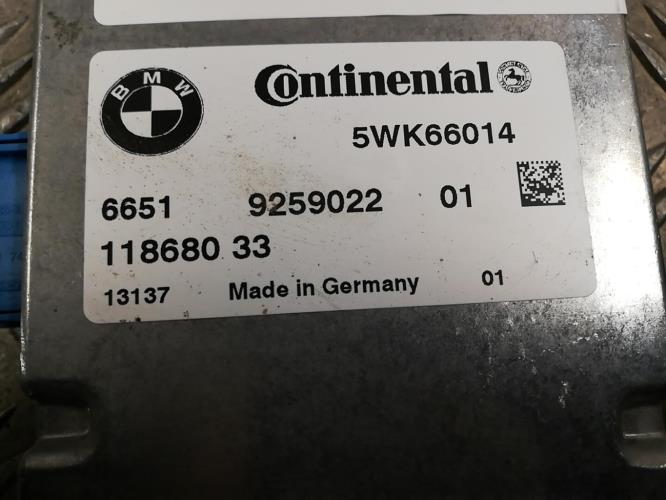 BMW
Continental
5WK66014
6651 9259022 01
118680 33
13137 Made in Germany 01